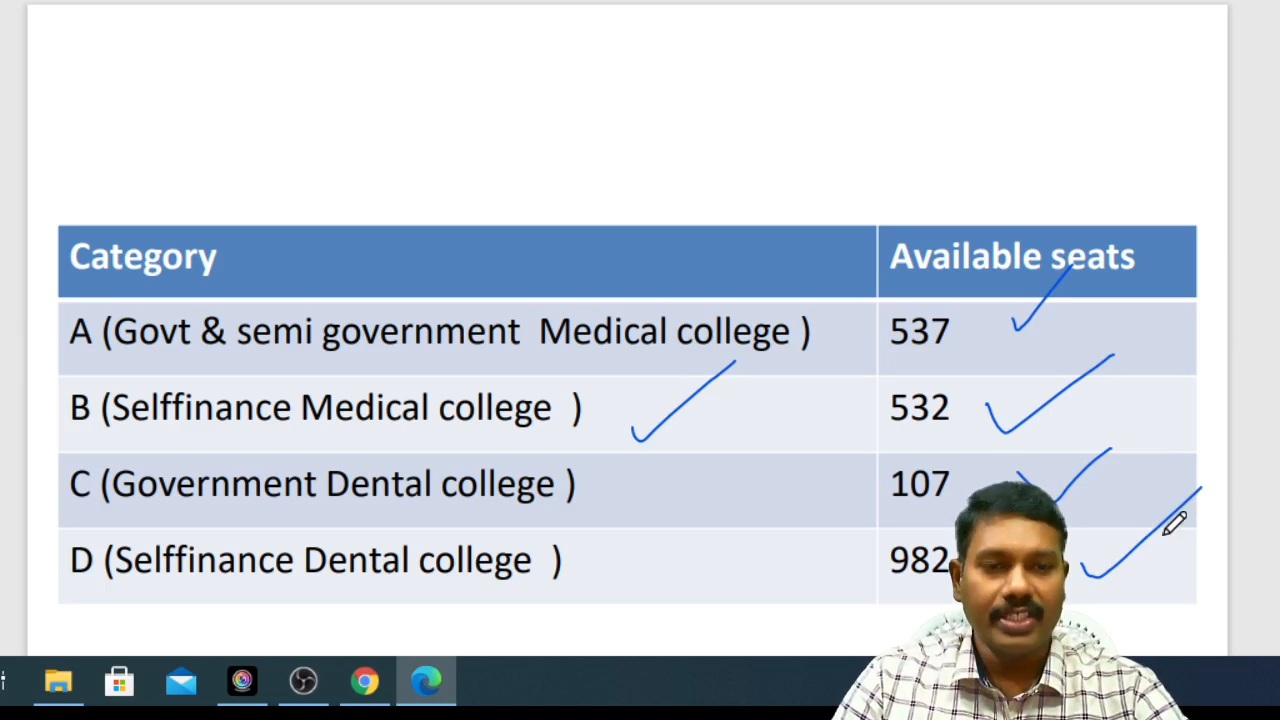 Category Available seats
A (Govt & semi government Medical college ) 537
B (Selffinance Medical college ) 532
C (Government Dental college ) 107
D (Selffinance Dental college ) 982